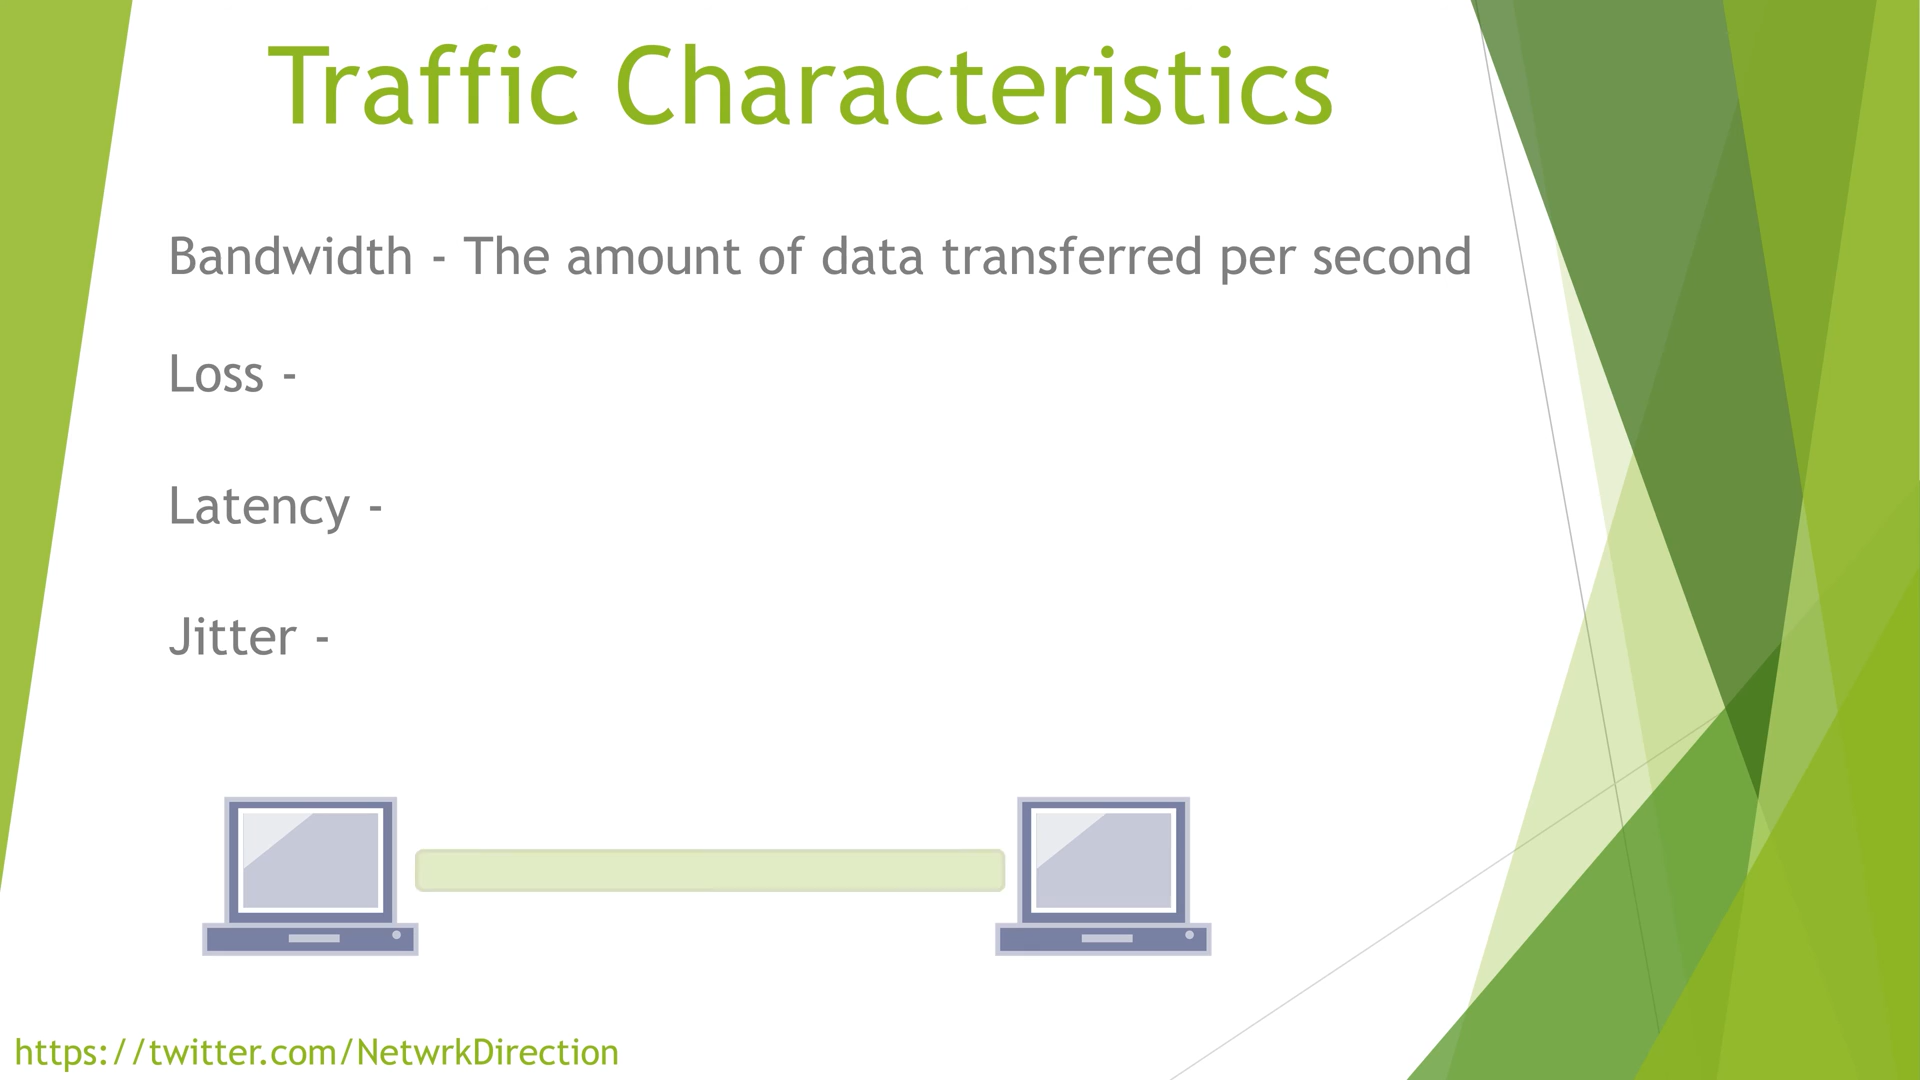 Traffic Characteristics
Bandwidth - The amount of data transferred per second
Loss -
Latency -
Jitter -
https://twitter.com/NetwrkDirection